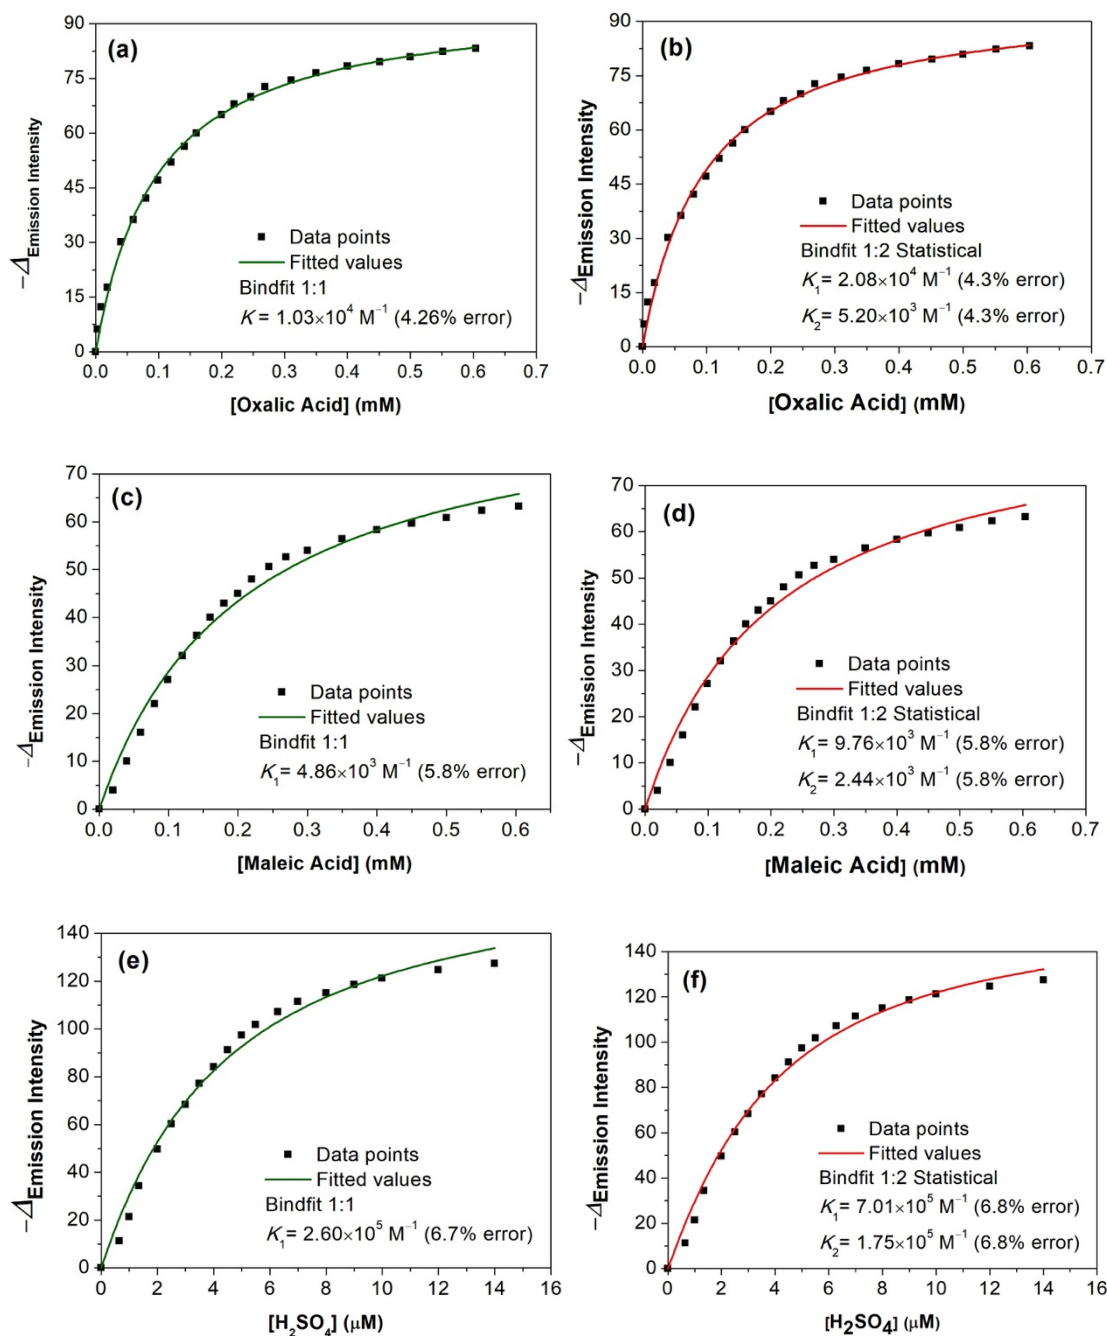 (a)
90
75
60
45
30
15
0
−Δ Emission Intensity
■ Data points
Fitted values
Bindfit 1:1
K = 1.03×10⁴ M⁻¹ (4.26% error)
0.0 0.1 0.2 0.3 0.4 0.5 0.6 0.7
[Oxalic Acid] (mM)
(b)
90
75
60
45
30
15
0
−Δ Emission Intensity
■ Data points
Fitted values
Bindfit 1:2 Statistical
K₁= 2.08×10⁴ M⁻¹ (4.3% error)
K₂= 5.20×10³ M⁻¹ (4.3% error)
0.0 0.1 0.2 0.3 0.4 0.5 0.6 0.7
[Oxalic Acid] (mM)
(c)
70
60
50
40
30
20
10
0
-Δ Emission Intensity
■ Data points
Fitted values
Bindfit 1:1
K₁= 4.86×10³ M⁻¹ (5.8% error)
0.0 0.1 0.2 0.3 0.4 0.5 0.6
[Maleic Acid] (mM)
(d)
70
60
50
40
30
20
10
0
−Δ Emission Intensity
■ Data points
Fitted values
Bindfit 1:2 Statistical
K₁= 9.76×10³ M⁻¹ (5.8% error)
K₂= 2.44×10³ M⁻¹ (5.8% error)
0.0 0.1 0.2 0.3 0.4 0.5 0.6 0.7
[Maleic Acid] (mM)
(e)
140
120
100
80
60
40
20
0
−Δ Emission Intensity
■ Data points
Fitted values
Bindfit 1:1
K₁= 2.60×10⁵ M⁻¹ (6.7% error)
0 2 4 6 8 10 12 14 16
[H₂SO₄] (μM)
(f)
140
120
100
80
60
40
20
0
−Δ Emission Intensity
■ Data points
Fitted values
Bindfit 1:2 Statistical
K₁= 7.01×10⁵ M⁻¹ (6.8% error)
K₂= 1.75×10⁵ M⁻¹ (6.8% error)
0 2 4 6 8 10 12 14 16
[H₂SO₄] (μM)